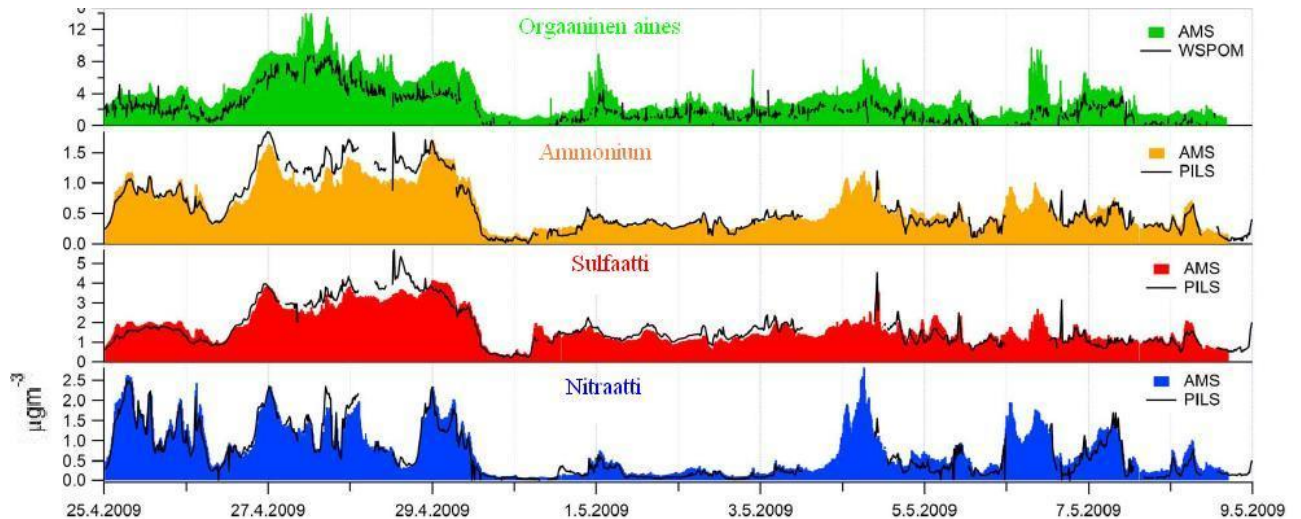 Orgaaninen aines
AMS
WSPOM
12
8
4
0
Ammonium
AMS
PILS
1.5
1.0
0.5
0.0
Sulfaatti
AMS
PILS
5
4
3
2
1
0
Nitraatti
AMS
PILS
2.5
2.0
1.5
1.0
0.5
0.0
µgm⁻³
25.4.2009 27.4.2009 29.4.2009 1.5.2009 3.5.2009 5.5.2009 7.5.2009 9.5.2009